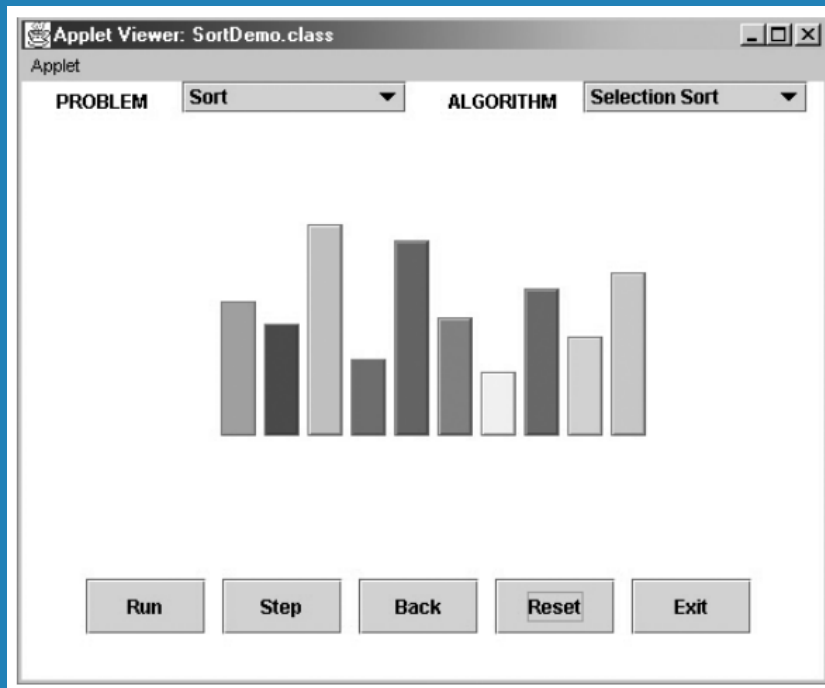 Applet Viewer: SortDemo.class
Applet
PROBLEM Sort ALGORITHM Selection Sort
Run Step Back Reset Exit